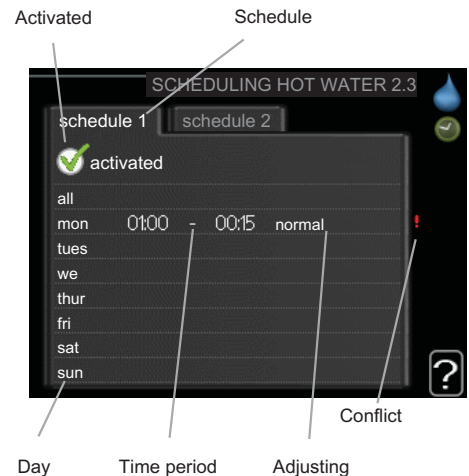 Activated
Schedule
SCHEDULING HOT WATER 2.3
schedule 1
schedule 2
activated
all
mon 01:00 - 00:15 normal !
tues
we
thur
fri
sat
sun
?
Conflict
Day
Time period
Adjusting